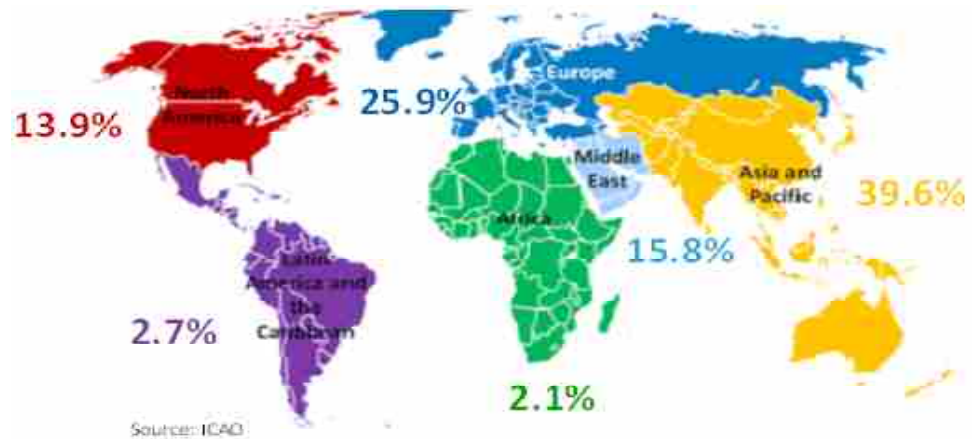 North
America
13.9%
25.9%
Europe
Middle
East
Asia and
Pacific
39.6%
Africa
15.8%
Latin
America and
the
Caribbean
2.7%
2.1%
Source: ICAO